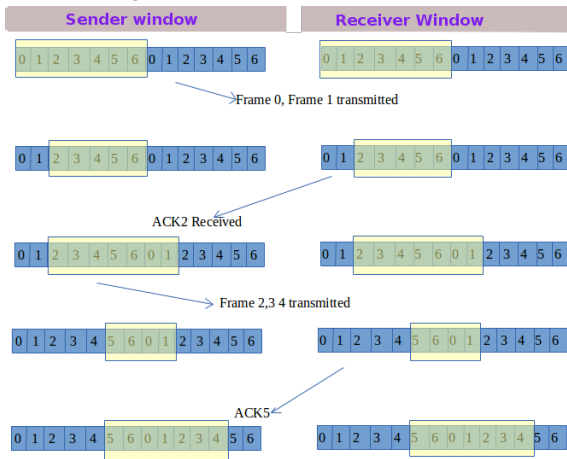 Sender window Receiver Window
0 1 2 3 4 5 6 0 1 2 3 4 5 6 0 1 2 3 4 5 6 0 1 2 3 4 5 6
Frame 0, Frame 1 transmitted
0 1 2 3 4 5 6 0 1 2 3 4 5 6 0 1 2 3 4 5 6 0 1 2 3 4 5 6
ACK2 Received
0 1 2 3 4 5 6 0 1 2 3 4 5 6 0 1 2 3 4 5 6 0 1 2 3 4 5 6
Frame 2,3 4 transmitted
0 1 2 3 4 5 6 0 1 2 3 4 5 6 0 1 2 3 4 5 6 0 1 2 3 4 5 6
ACK5
0 1 2 3 4 5 6 0 1 2 3 4 5 6 0 1 2 3 4 5 6 0 1 2 3 4 5 6